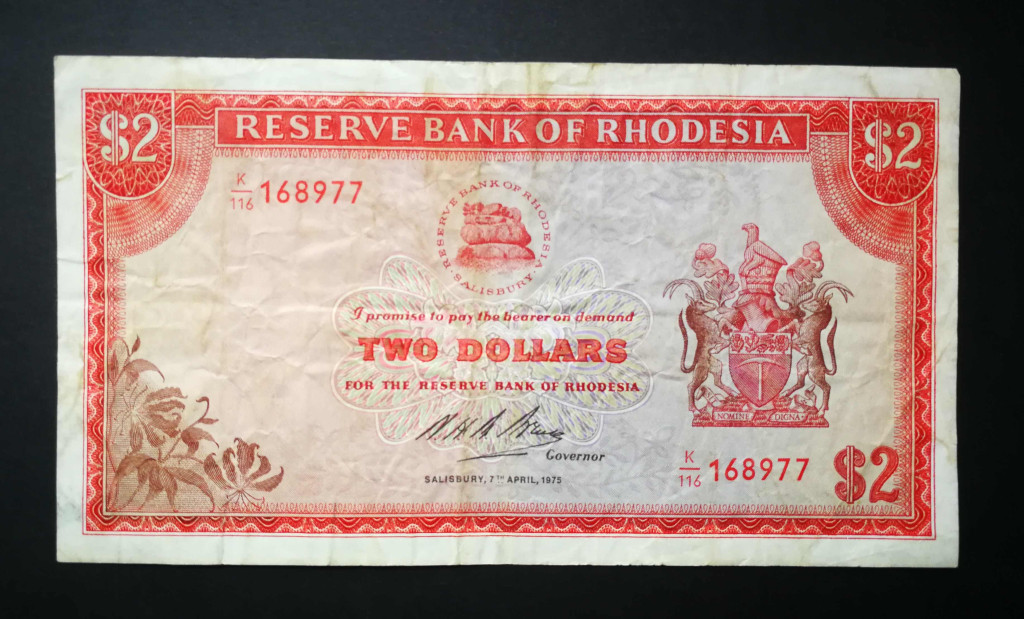 $2
RESERVE BANK OF RHODESIA
$2
K/116 168977
RESERVE BANK OF RHODESIA
SALISBURY
I promise to pay the bearer on demand
TWO DOLLARS
FOR THE RESERVE BANK OF RHODESIA
NOMINE DIGNA
Governor
K/116 168977
$2
SALISBURY, 7TH APRIL, 1975